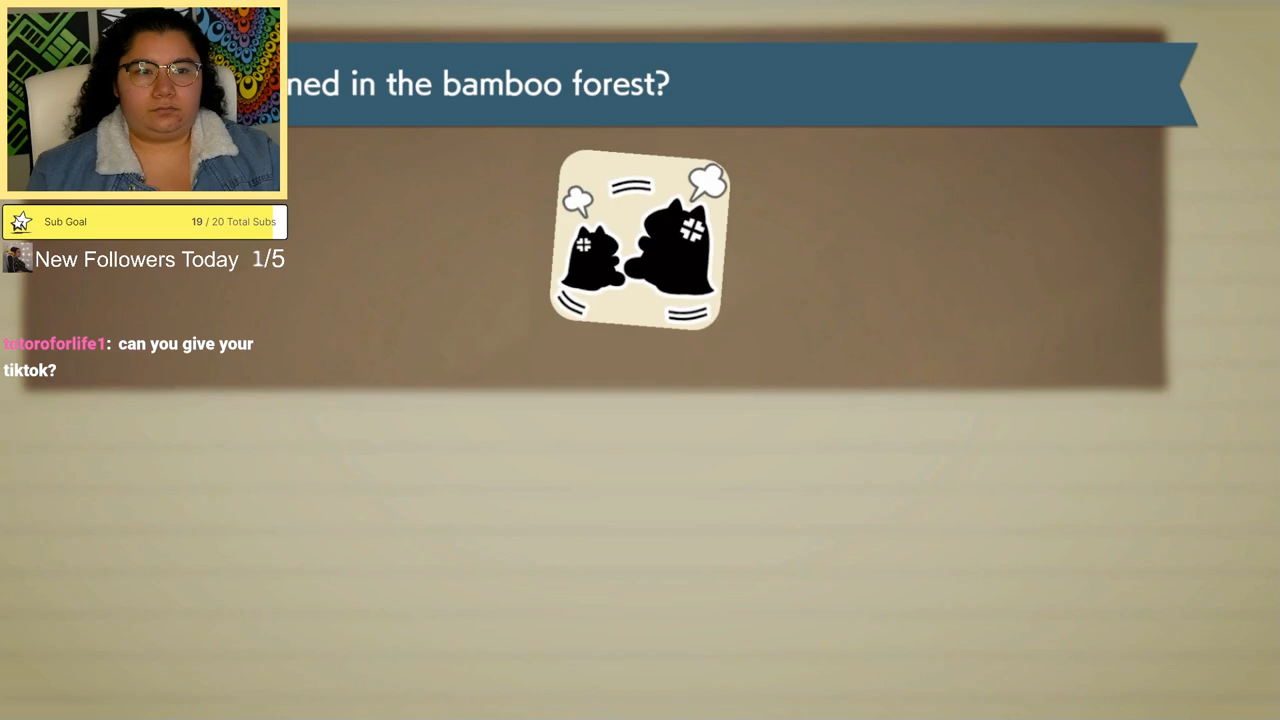 ned in the bamboo forest?
Sub Goal 19 / 20 Total Subs
New Followers Today 1/5
totoroforlife1: can you give your
tiktok?